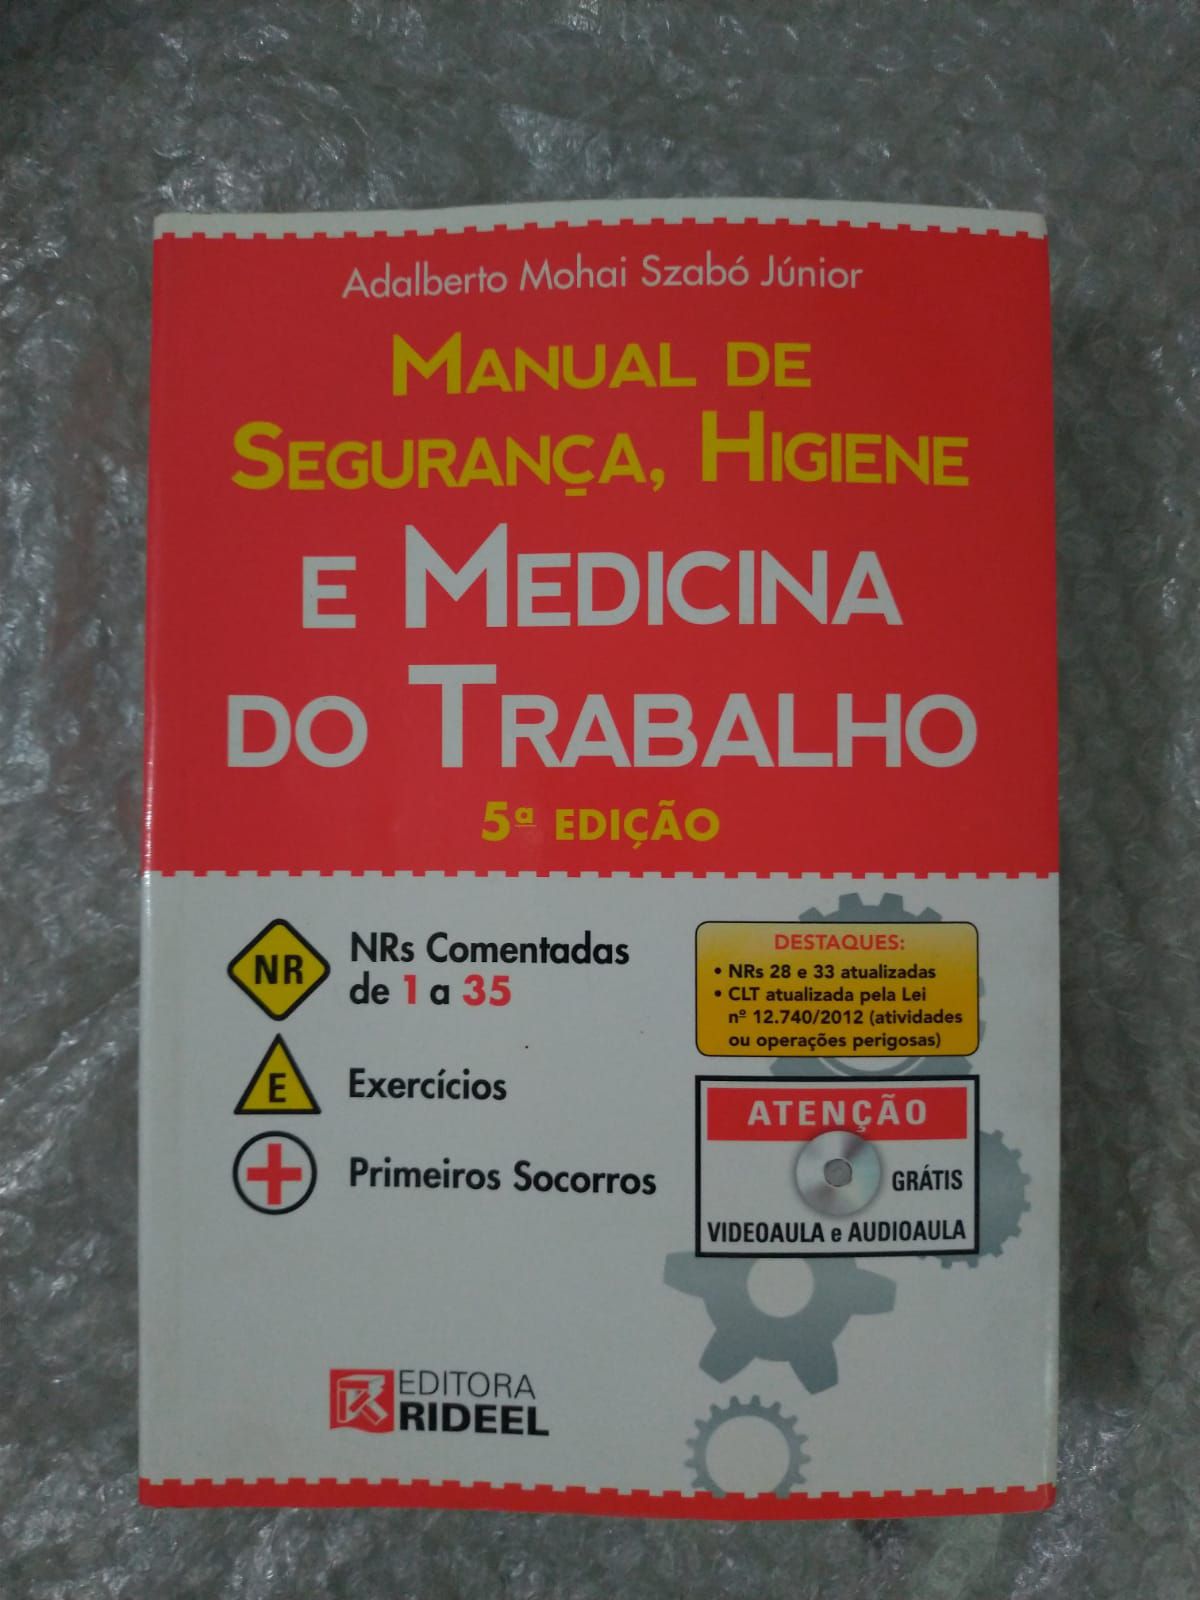 Adalberto Mohai Szabó Júnior
MANUAL DE
SEGURANÇA, HIGIENE
E MEDICINA
DO TRABALHO
5ª EDIÇÃO
NR
NRs Comentadas
de 1 a 35
E
Exercícios
Primeiros Socorros
DESTAQUES:
• NRs 28 e 33 atualizadas
• CLT atualizada pela Lei
nº 12.740/2012 (atividades
ou operações perigosas)
ATENÇÃO
GRÁTIS
VIDEOAULA e AUDIOAULA
EDITORA
RIDEEL